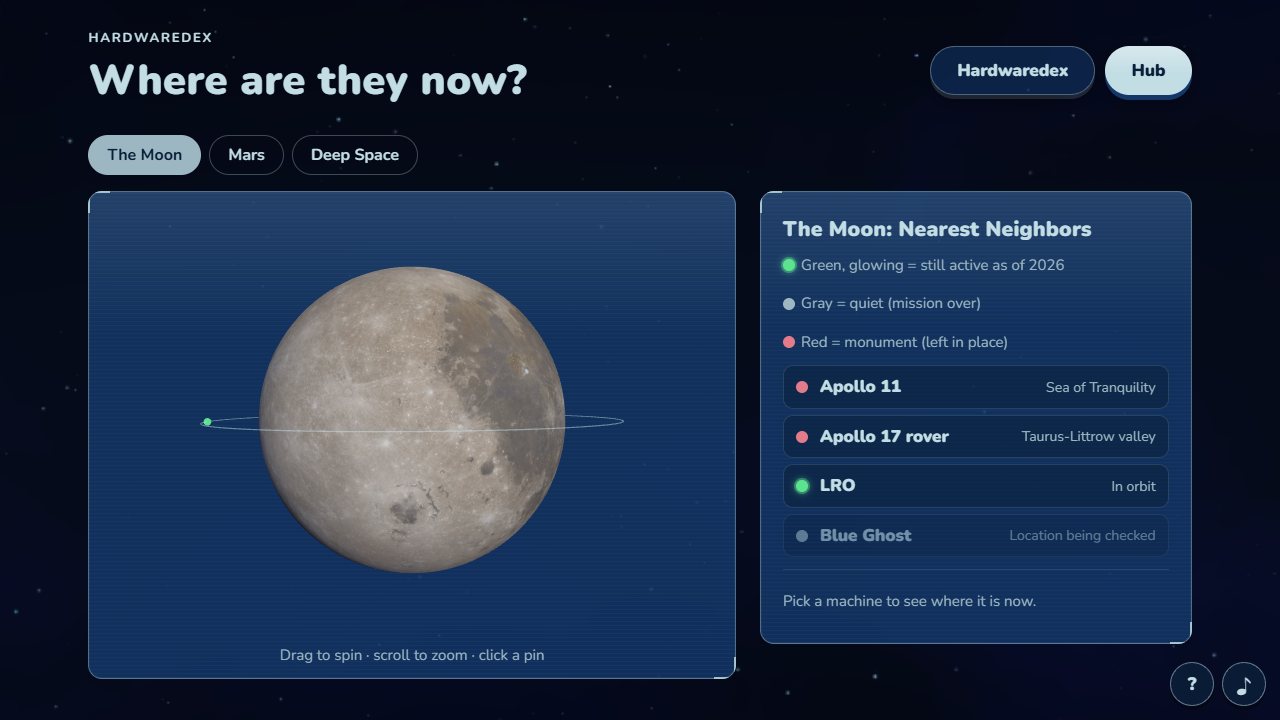 HARDWAREDEX
Where are they now?
Hardwaredex
Hub
The Moon
Mars
Deep Space
Drag to spin · scroll to zoom · click a pin
The Moon: Nearest Neighbors
Green, glowing = still active as of 2026
Gray = quiet (mission over)
Red = monument (left in place)
Apollo 11 Sea of Tranquility
Apollo 17 rover Taurus-Littrow valley
LRO In orbit
Blue Ghost Location being checked
Pick a machine to see where it is now.
?
♪